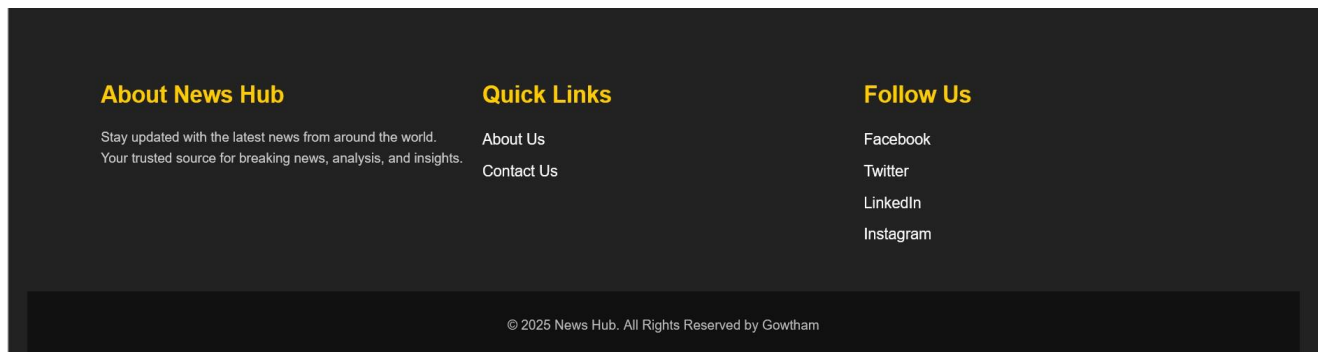 About News Hub
Stay updated with the latest news from around the world.
Your trusted source for breaking news, analysis, and insights.
Quick Links
About Us
Contact Us
Follow Us
Facebook
Twitter
LinkedIn
Instagram
© 2025 News Hub. All Rights Reserved by Gowtham